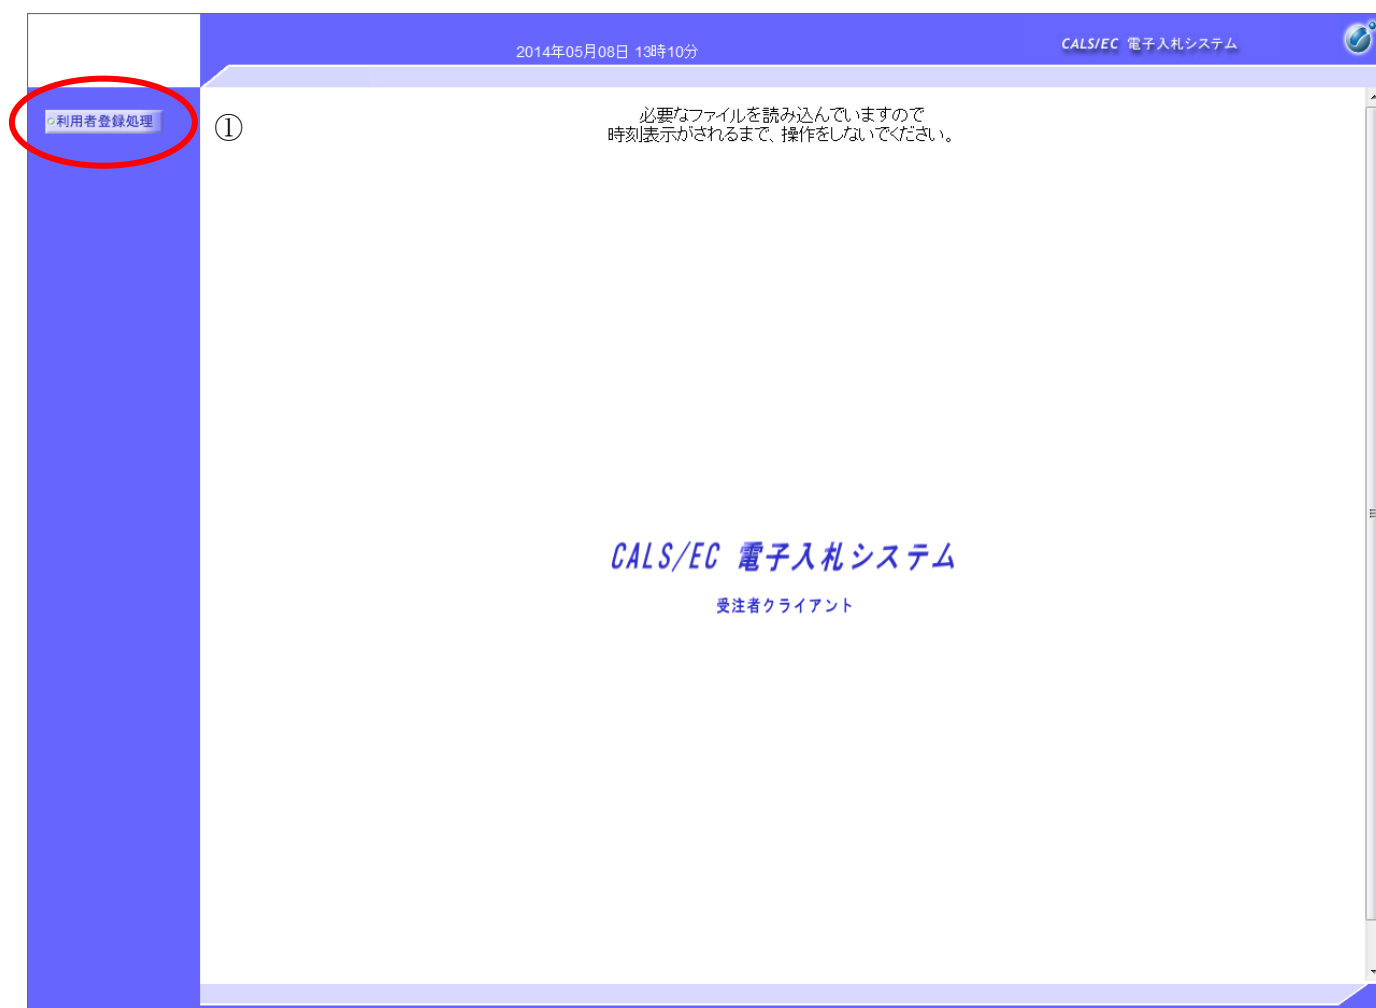 2014年05月08日 13時10分
CALS/EC 電子入札システム
利用者登録処理
①
必要なファイルを読み込んでいますので
時刻表示がされるまで、操作をしないでください。
CALS/EC 電子入札システム
受注者クライアント